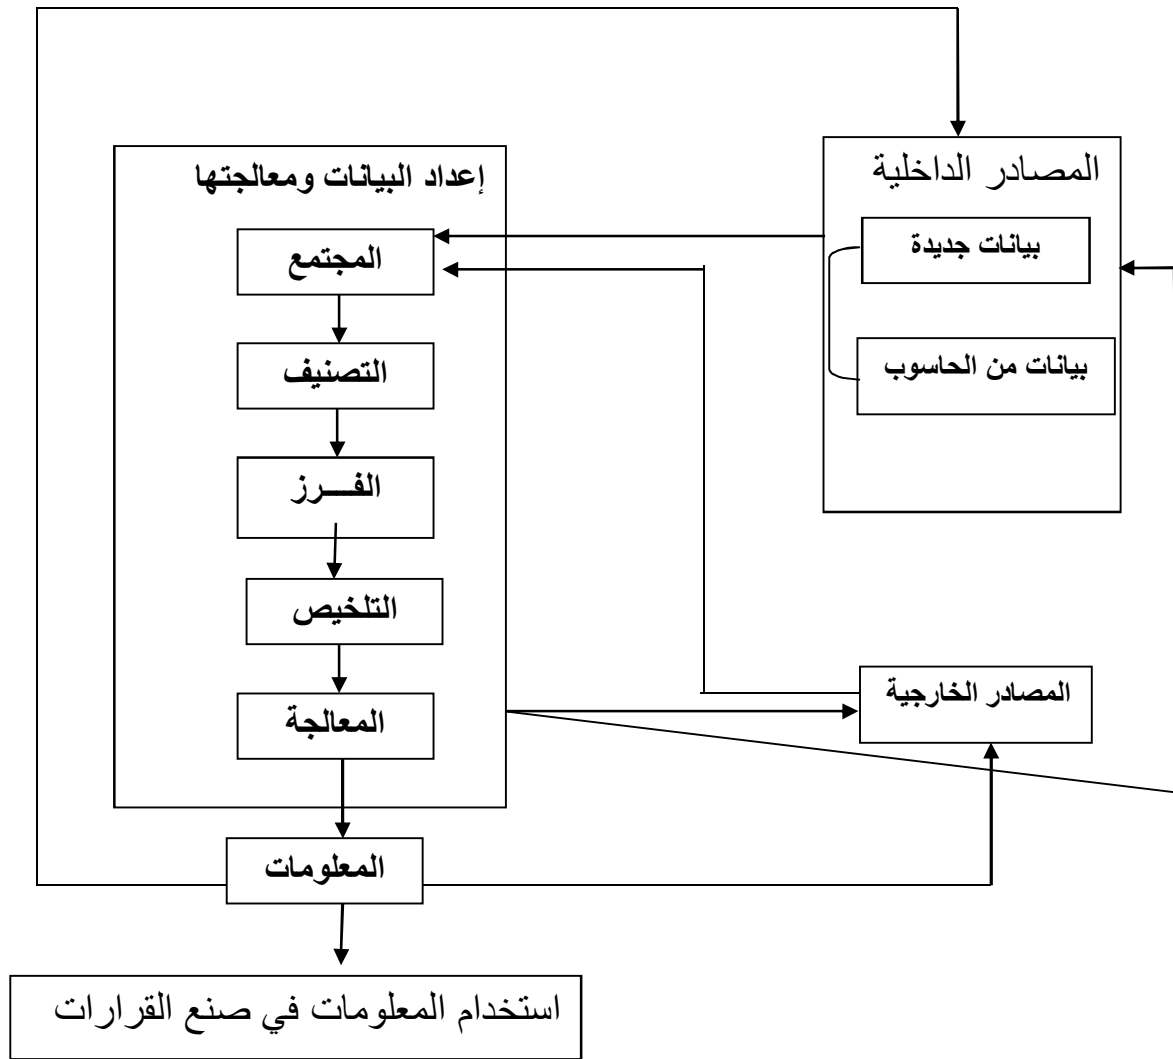 المصادر الداخلية
بيانات جديدة
بيانات من الحاسوب
إعداد البيانات ومعالجتها
المجتمع
التصنيف
الفـــرز
التلخيص
المعالجة
المصادر الخارجية
المعلومات
استخدام المعلومات في صنع القرارات